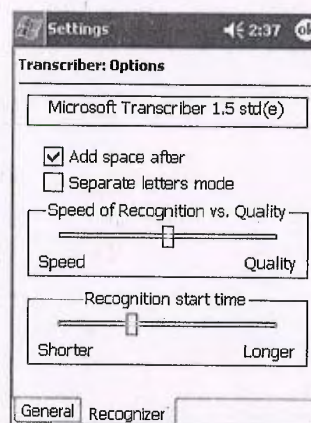 Settings 2:37 ok
Transcriber: Options
Microsoft Transcriber 1.5 std(e)
Add space after
Separate letters mode
Speed of Recognition vs. Quality
Speed Quality
Recognition start time
Shorter Longer
General Recognizer